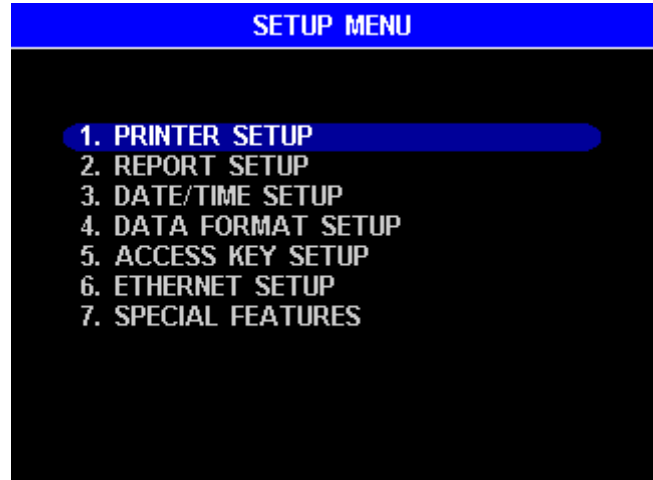 SETUP MENU
1. PRINTER SETUP
2. REPORT SETUP
3. DATE/TIME SETUP
4. DATA FORMAT SETUP
5. ACCESS KEY SETUP
6. ETHERNET SETUP
7. SPECIAL FEATURES